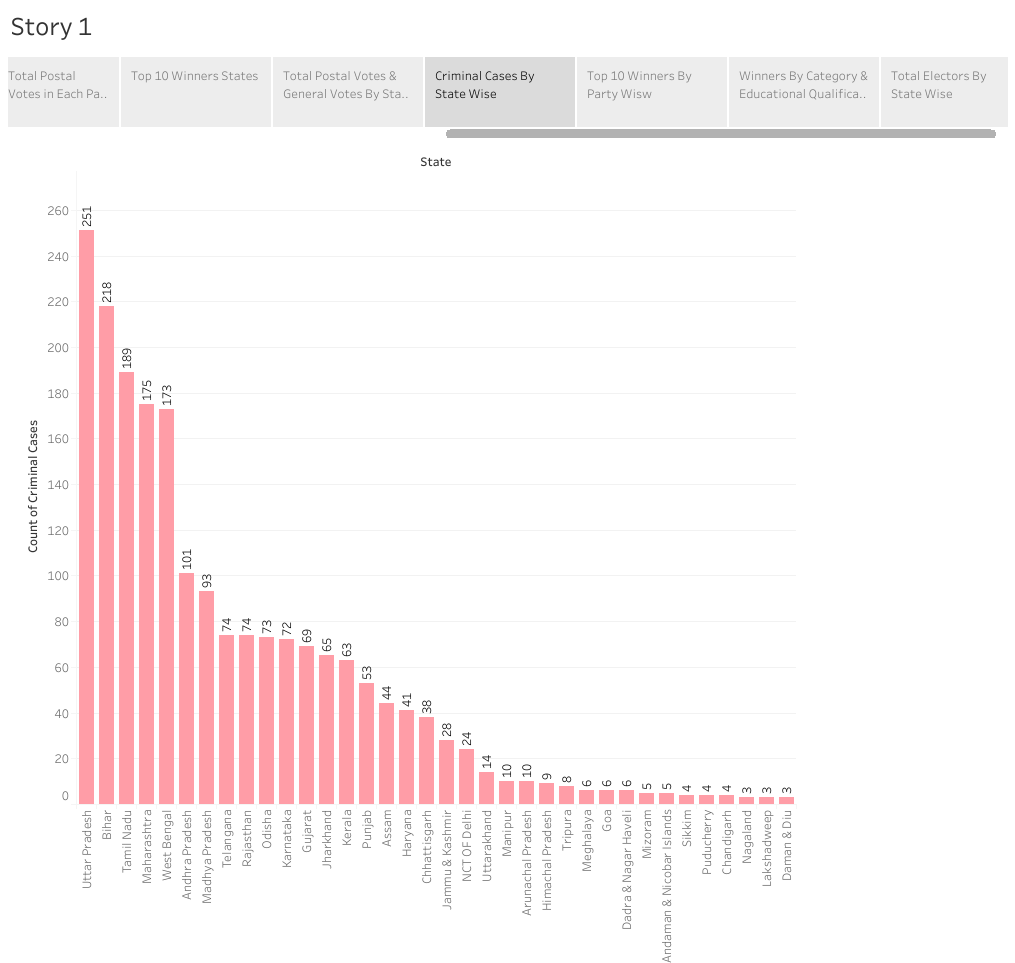 Story 1
Total Postal
Votes in Each Pa..
Top 10 Winners States
Total Postal Votes &
General Votes By Sta..
Criminal Cases By
State Wise
Top 10 Winners By
Party Wisw
Winners By Category &
Educational Qualifica..
Total Electors By
State Wise
State
Count of Criminal Cases
260
240
220
200
180
160
140
120
100
80
60
40
20
0
251
218
189
175
173
101
93
74
74
73
72
69
65
63
53
44
41
38
28
24
14
10
10
9
8
6
6
6
5
5
4
4
4
3
3
3
Uttar Pradesh
Bihar
Tamil Nadu
Maharashtra
West Bengal
Andhra Pradesh
Madhya Pradesh
Telangana
Rajasthan
Odisha
Karnataka
Gujarat
Jharkhand
Kerala
Punjab
Assam
Haryana
Chhattisgarh
Jammu & Kashmir
NCT OF Delhi
Uttarakhand
Manipur
Arunachal Pradesh
Himachal Pradesh
Tripura
Meghalaya
Goa
Dadra & Nagar Haveli
Mizoram
Andaman & Nicobar Islands
Sikkim
Puducherry
Chandigarh
Nagaland
Lakshadweep
Daman & Diu